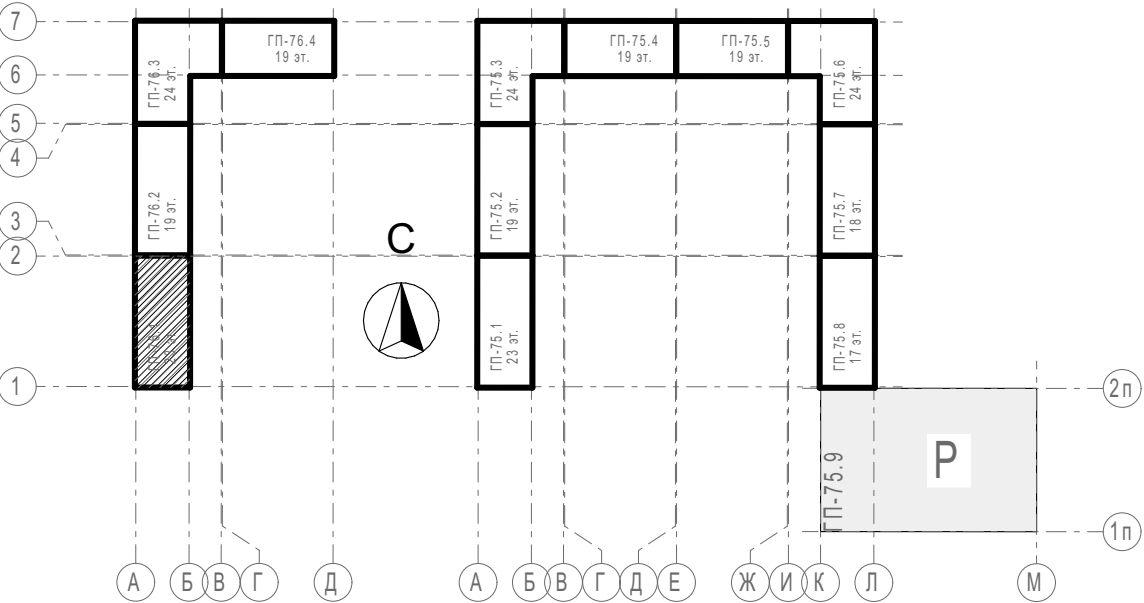 7
6
5
4
3
2
1
ГП-76.4
19 эт.
ГП-76.3
24 эт.
ГП-76.2
19 эт.
С
ГП-75.3
24 эт.
ГП-75.4
19 эт.
ГП-75.5
19 эт.
ГП-75.6
24 эт.
ГП-75.2
19 эт.
ГП-75.7
18 эт.
ГП-75.1
23 эт.
ГП-75.8
17 эт.
ГП-75.9
Р
2п
1п
А
Б
В
Г
Д
А
Б
В
Г
Д
Е
Ж
И
К
Л
М